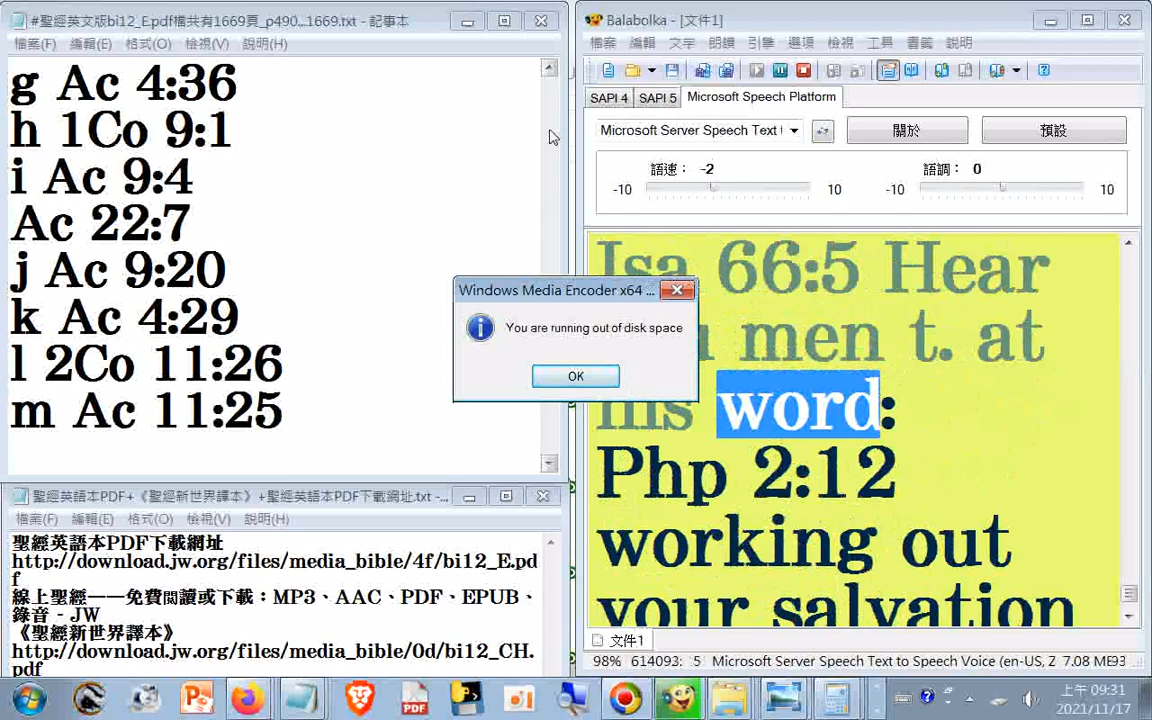 #聖經英文版bi12_E.pdf檔共有1669頁_p490,..1669.txt - 記事本
檔案(F) 編輯(E) 格式(O) 檢視(V) 說明(H)
g Ac 4:36
h 1Co 9:1
i Ac 9:4
Ac 22:7
j Ac 9:20
k Ac 4:29
l 2Co 11:26
m Ac 11:25
聖經英語本PDF+《聖經新世界譯本》+聖經英語本PDF下載網址.txt -...
檔案(F) 編輯(E) 格式(O) 檢視(V) 說明(H)
聖經英語本PDF下載網址
http://download.jw.org/files/media_bible/4f/bi12_E.pd
f
線上聖經——免費閱讀或下載：MP3、AAC、PDF、EPUB、
錄音 - JW
《聖經新世界譯本》
http://download.jw.org/files/media_bible/0d/bi12_CH.
pdf
Balabolka - [文件1]
檔案 編輯 文字 朗讀 引擎 選項 檢視 工具 書籤 說明
SAPI 4 SAPI 5 Microsoft Speech Platform
Microsoft Server Speech Text 關於 預設
語速： -2 語調： 0
-10 10 -10 10
Isa 66:5 Hear
men t. at
his word:
Php 2:12
working out
your salvation
文件1
98% 614093: 5 Microsoft Server Speech Text to Speech Voice (en-US, Z 7.08 ME93
Windows Media Encoder x64 ...
You are running out of disk space
OK
上午 09:31
2021/11/17